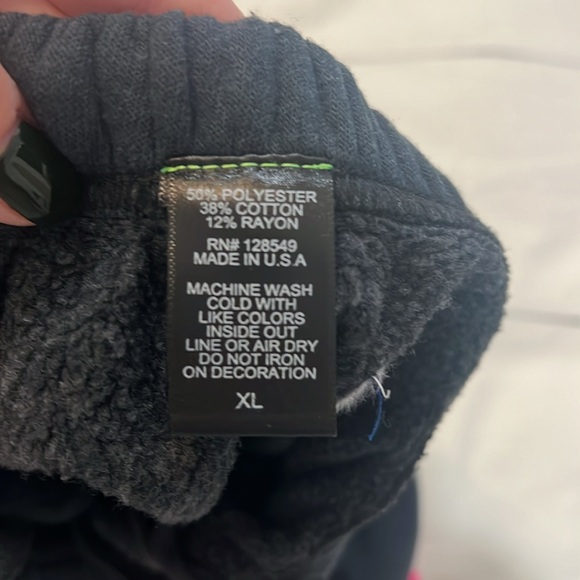 50% POLYESTER
38% COTTON
12% RAYON
RN# 128549
MADE IN U.S.A
MACHINE WASH
COLD WITH
LIKE COLORS
INSIDE OUT
LINE OR AIR DRY
DO NOT IRON
ON DECORATION
XL